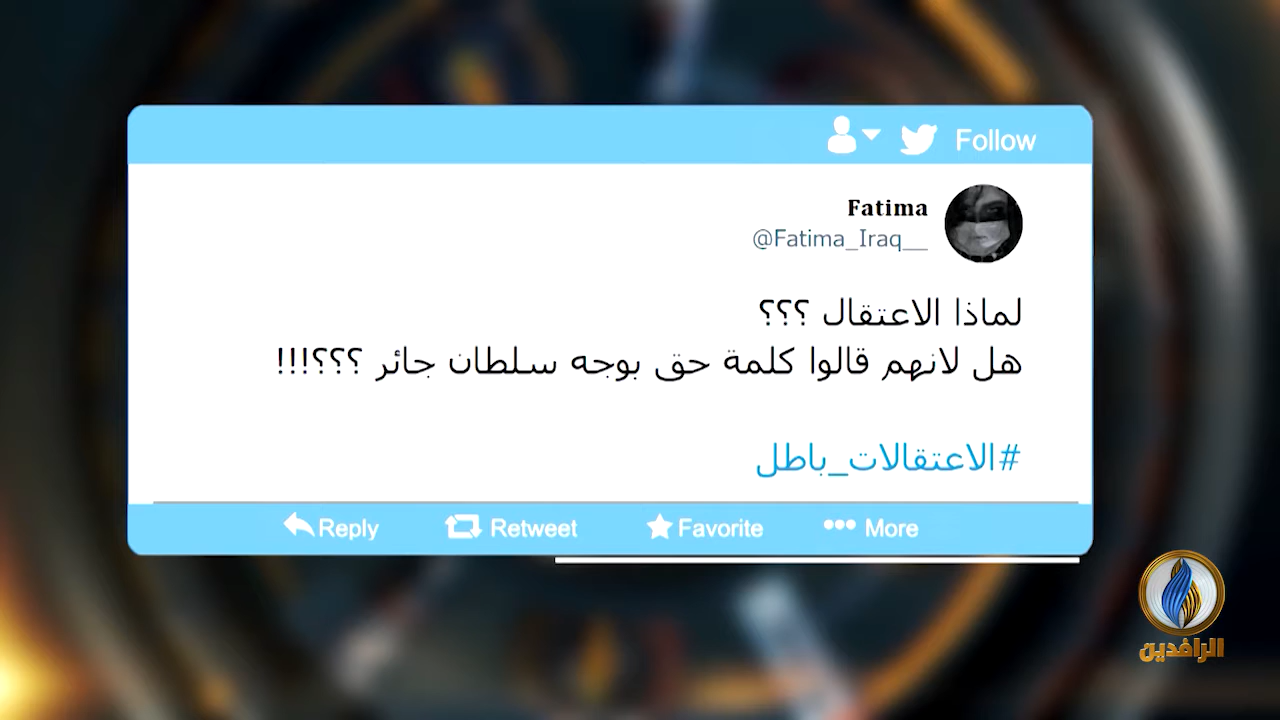 Follow
Fatima
@Fatima_Iraq__
لماذا الاعتقال ؟؟؟
هل لانهم قالوا كلمة حق بوجه سلطان جائر ؟؟؟!!!
#الاعتقالات_باطل
Reply Retweet Favorite More
الرافدين